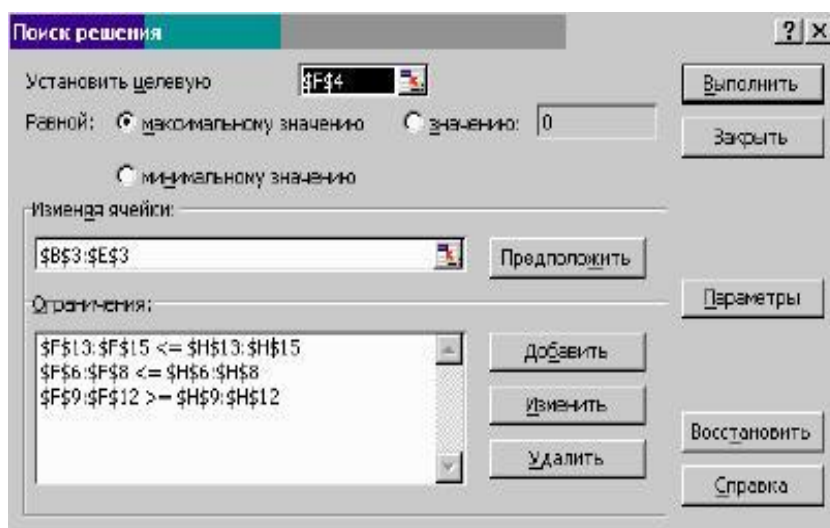 Поиск решения
Установить целевую $F$4
Равной: максимальному значению значению: 0
минимальному значению
Изменяя ячейки:
$B$3:$E$3
Предположить
Ограничения:
$F$13:$F$15 <= $H$13:$H$15
$F$6:$F$8 <= $H$6:$H$8
$F$9:$F$12 >= $H$9:$H$12
Добавить
Изменить
Удалить
Выполнить
Закрыть
Параметры
Восстановить
Справка